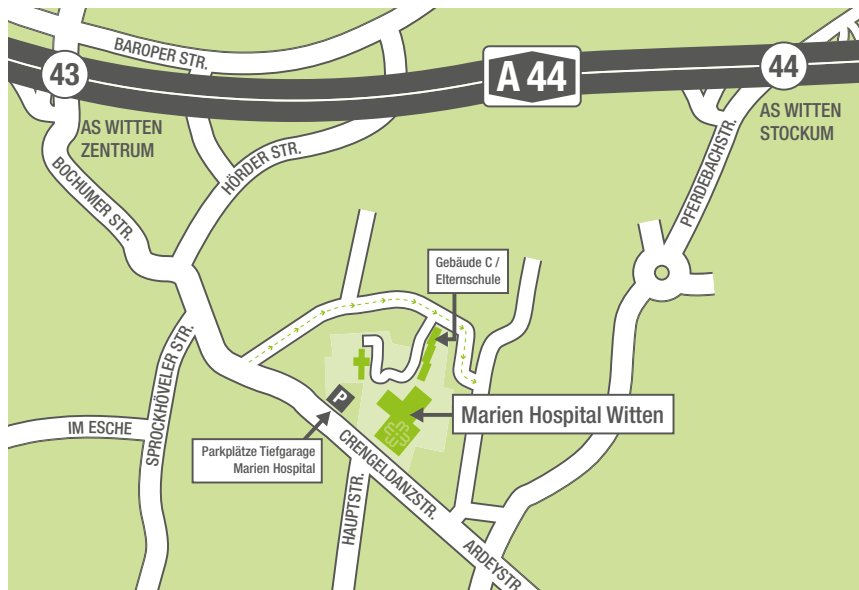 BAROPER STR.
43
A 44
44
AS WITTEN
ZENTRUM
AS WITTEN
STOCKUM
BOCHUMER STR.
HÖRDER STR.
PFERDEBACHSTR.
Gebäude C /
Elternschule
SPROCKHÖVELER STR.
P
Marien Hospital Witten
IM ESCHE
Parkplätze Tiefgarage
Marien Hospital
CRENGELDANZSTR.
HAUPTSTR.
ARDEYSTR.